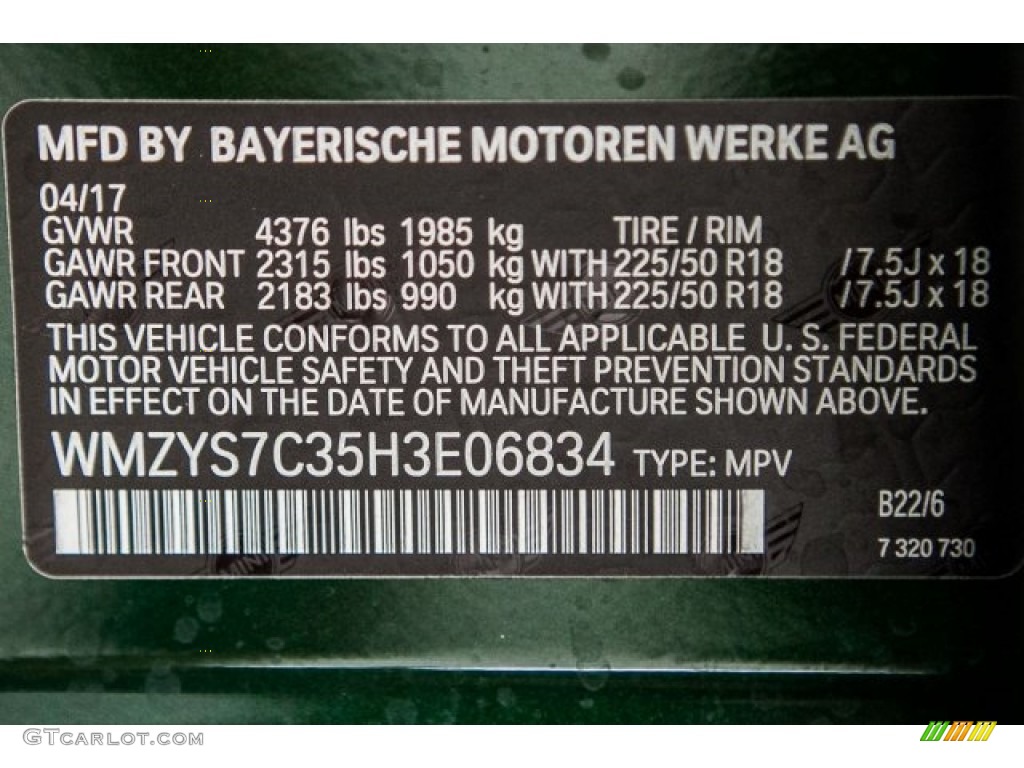 MFD BY BAYERISCHE MOTOREN WERKE AG
04/17
GVWR 4376 lbs 1985 kg TIRE / RIM
GAWR FRONT 2315 lbs 1050 kg WITH 225/50 R18 /7.5J x 18
GAWR REAR 2183 lbs 990 kg WITH 225/50 R18 /7.5J x 18
THIS VEHICLE CONFORMS TO ALL APPLICABLE U. S. FEDERAL
MOTOR VEHICLE SAFETY AND THEFT PREVENTION STANDARDS
IN EFFECT ON THE DATE OF MANUFACTURE SHOWN ABOVE.
WMZYS7C35H3E06834 TYPE: MPV
B22/6
7 320 730
MINI
GTCARLOT.COM